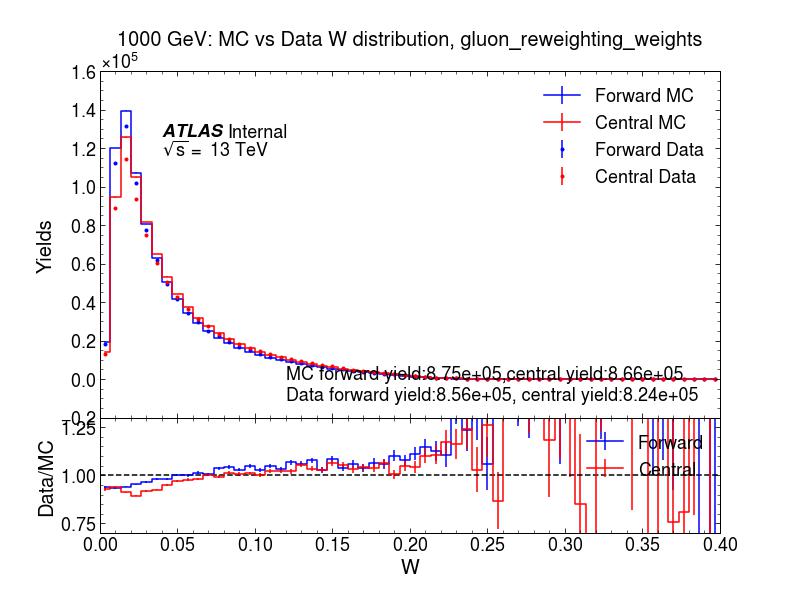 1000 GeV: MC vs Data W distribution, gluon_reweighting_weights
×10⁵
1.6
1.4
1.2
1.0
0.8
0.6
0.4
0.2
0.0
0.2
Yields
ATLAS Internal
√s = 13 TeV
Forward MC
Central MC
Forward Data
Central Data
MC forward yield:8.75e+05 central yield:8.66e+05
Data forward yield:8.56e+05, central yield:8.24e+05
1.25
1.00
0.75
Data/MC
Forward
Central
0.00 0.05 0.10 0.15 0.20 0.25 0.30 0.35 0.40
W